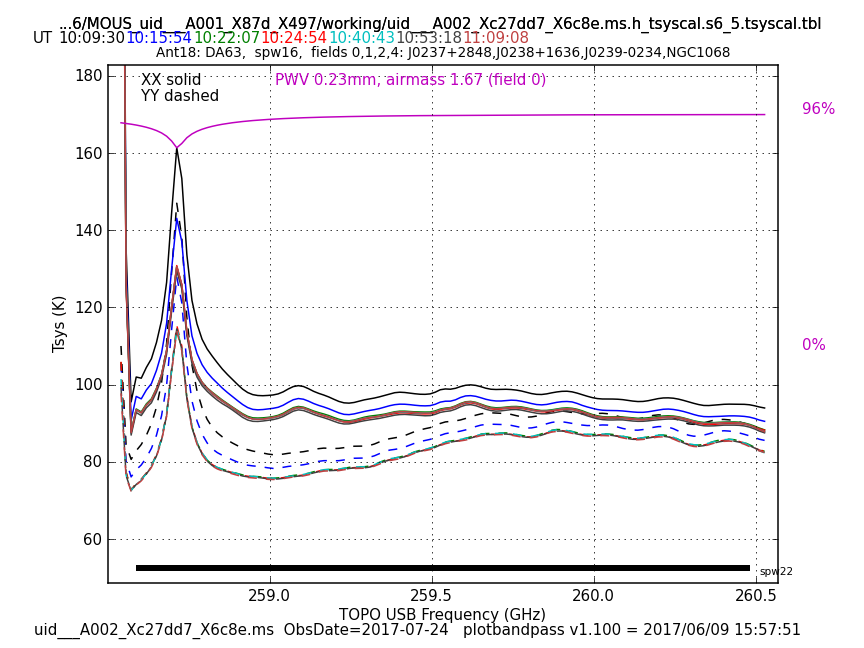 ...6/MOUS_uid___A001_X87d_X497/working/uid___A002_Xc27dd7_X6c8e.ms.h_tsyscal.s6_5.tsyscal.tbl
UT 10:09:30 10:15:54 10:22:07 10:24:54 10:40:43 10:53:18 11:09:08
Ant18: DA63, spw16, fields 0,1,2,4: J0237+2848,J0238+1636,J0239-0234,NGC1068
XX solid
YY dashed
PWV 0.23mm, airmass 1.67 (field 0)
96%
0%
180
160
140
120
100
80
60
Tsys (K)
spw22
259.0 259.5 260.0 260.5
TOPO USB Frequency (GHz)
uid___A002_Xc27dd7_X6c8e.ms ObsDate=2017-07-24 plotbandpass v1.100 = 2017/06/09 15:57:51